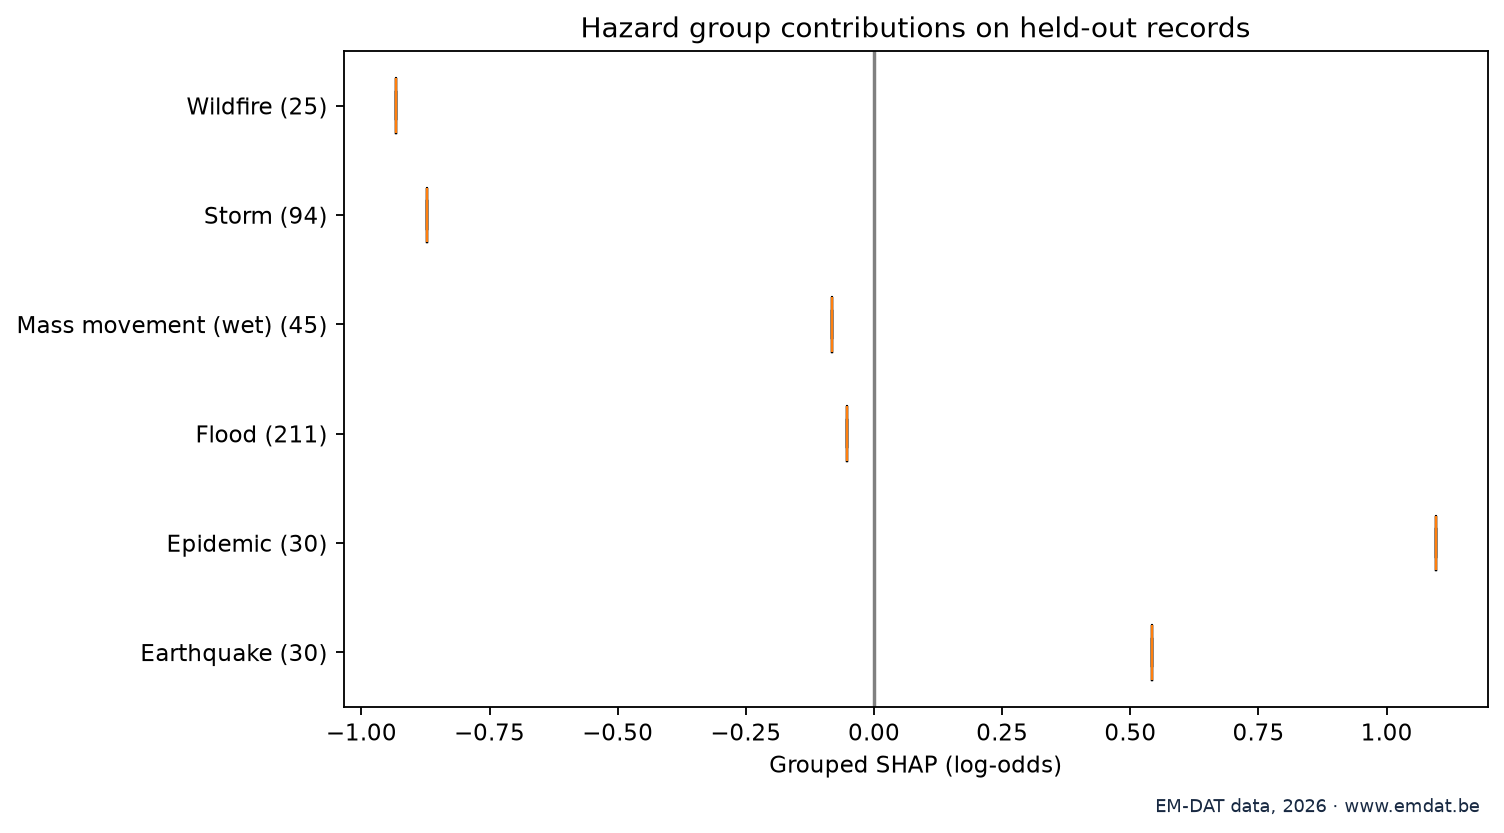 Hazard group contributions on held-out records
Wildfire (25)
Storm (94)
Mass movement (wet) (45)
Flood (211)
Epidemic (30)
Earthquake (30)
−1.00 −0.75 −0.50 −0.25 0.00 0.25 0.50 0.75 1.00
Grouped SHAP (log-odds)
EM-DAT data, 2026 · www.emdat.be